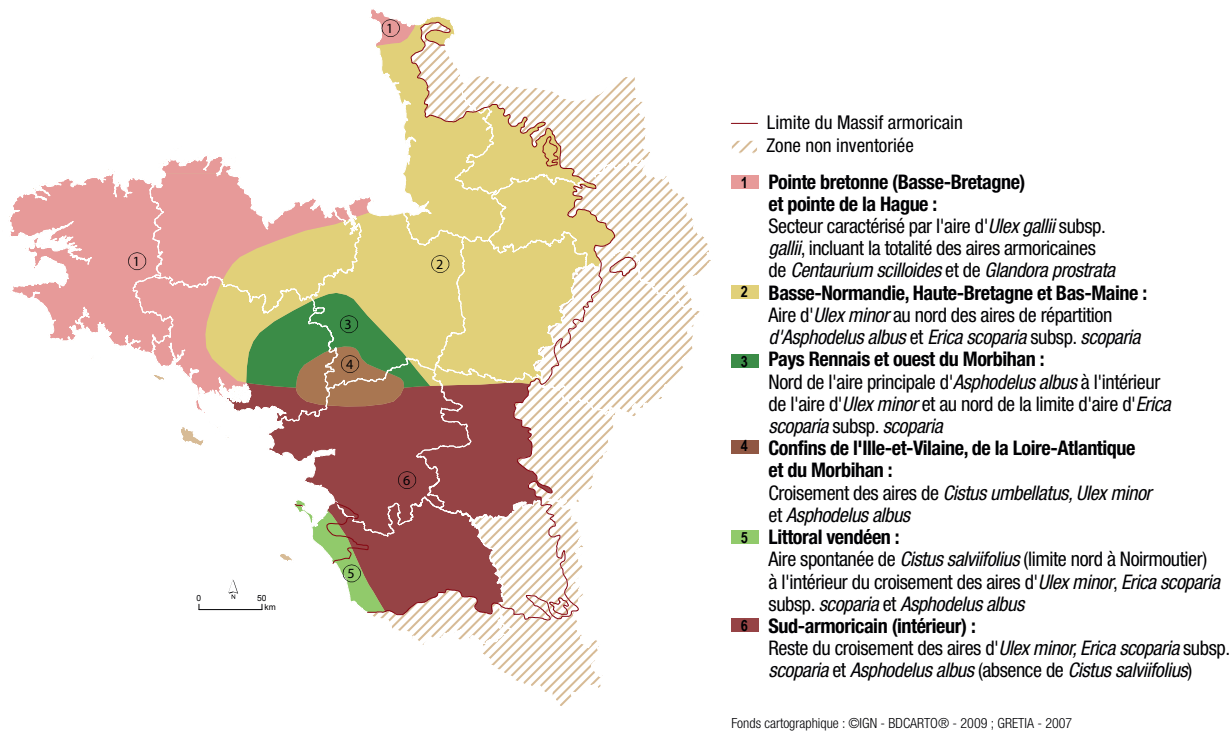 1
2
1
3
4
6
5
N
0 50
km
Limite du Massif armoricain
Zone non inventoriée
1 Pointe bretonne (Basse-Bretagne)
et pointe de la Hague :
Secteur caractérisé par l'aire d'Ulex gallii subsp.
gallii, incluant la totalité des aires armoricaines
de Centaurium scilloides et de Glandora prostrata
2 Basse-Normandie, Haute-Bretagne et Bas-Maine :
Aire d'Ulex minor au nord des aires de répartition
d'Asphodelus albus et Erica scoparia subsp. scoparia
3 Pays Rennais et ouest du Morbihan :
Nord de l'aire principale d'Asphodelus albus à l'intérieur
de l'aire d'Ulex minor et au nord de la limite d'aire d'Erica
scoparia subsp. scoparia
4 Confins de l'Ille-et-Vilaine, de la Loire-Atlantique
et du Morbihan :
Croisement des aires de Cistus umbellatus, Ulex minor
et Asphodelus albus
5 Littoral vendéen :
Aire spontanée de Cistus salviifolius (limite nord à Noirmoutier)
à l'intérieur du croisement des aires d'Ulex minor, Erica scoparia
subsp. scoparia et Asphodelus albus
6 Sud-armoricain (intérieur) :
Reste du croisement des aires d'Ulex minor, Erica scoparia subsp.
scoparia et Asphodelus albus (absence de Cistus salviifolius)
Fonds cartographique : ©IGN - BDCARTO® - 2009 ; GRETIA - 2007